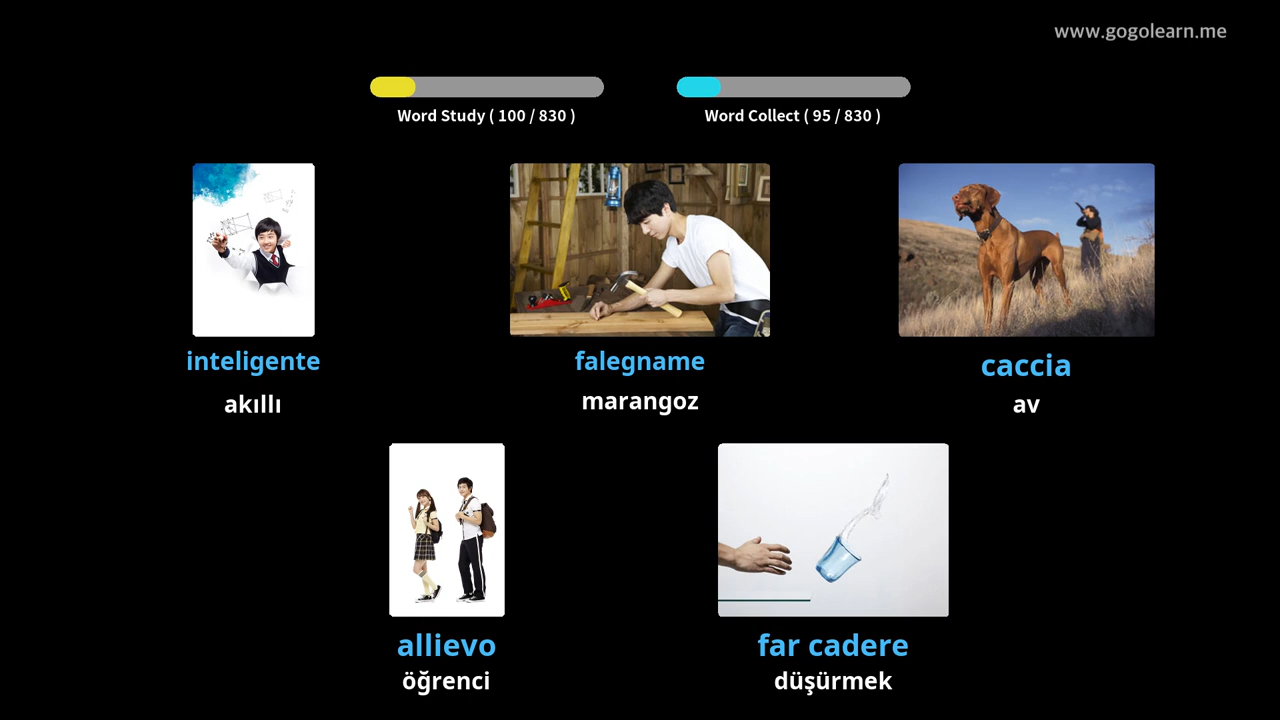 www.gogolearn.me
Word Study ( 100 / 830 )
Word Collect ( 95 / 830 )
inteligente
akıllı
falegname
marangoz
caccia
av
allievo
öğrenci
far cadere
düşürmek